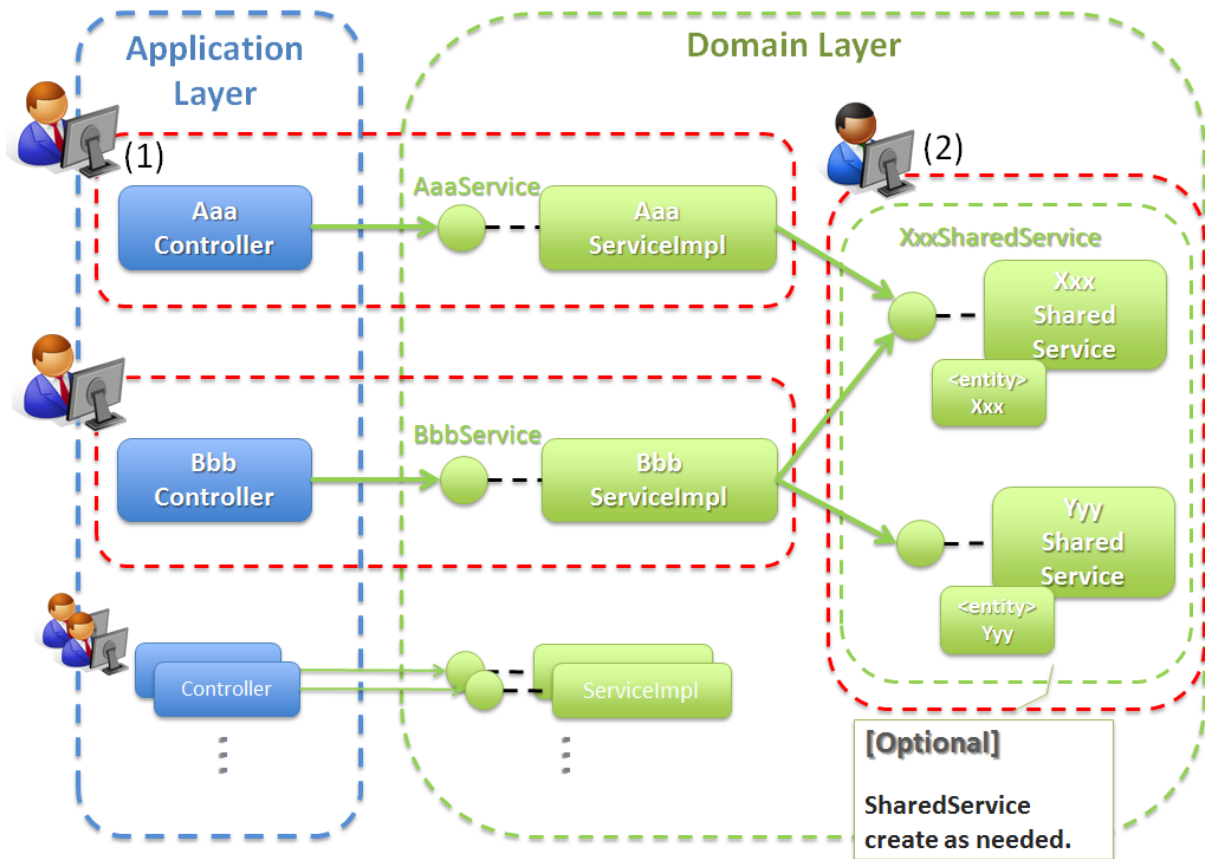 Application
Layer
Domain Layer
(1)
(2)
AaaService
Aaa
Controller
Aaa
ServiceImpl
XxxSharedService
Xxx
Shared
Service
<entity>
Xxx
BbbService
Bbb
Controller
Bbb
ServiceImpl
Yyy
Shared
Service
<entity>
Yyy
Controller
ServiceImpl
[Optional]
SharedService
create as needed.